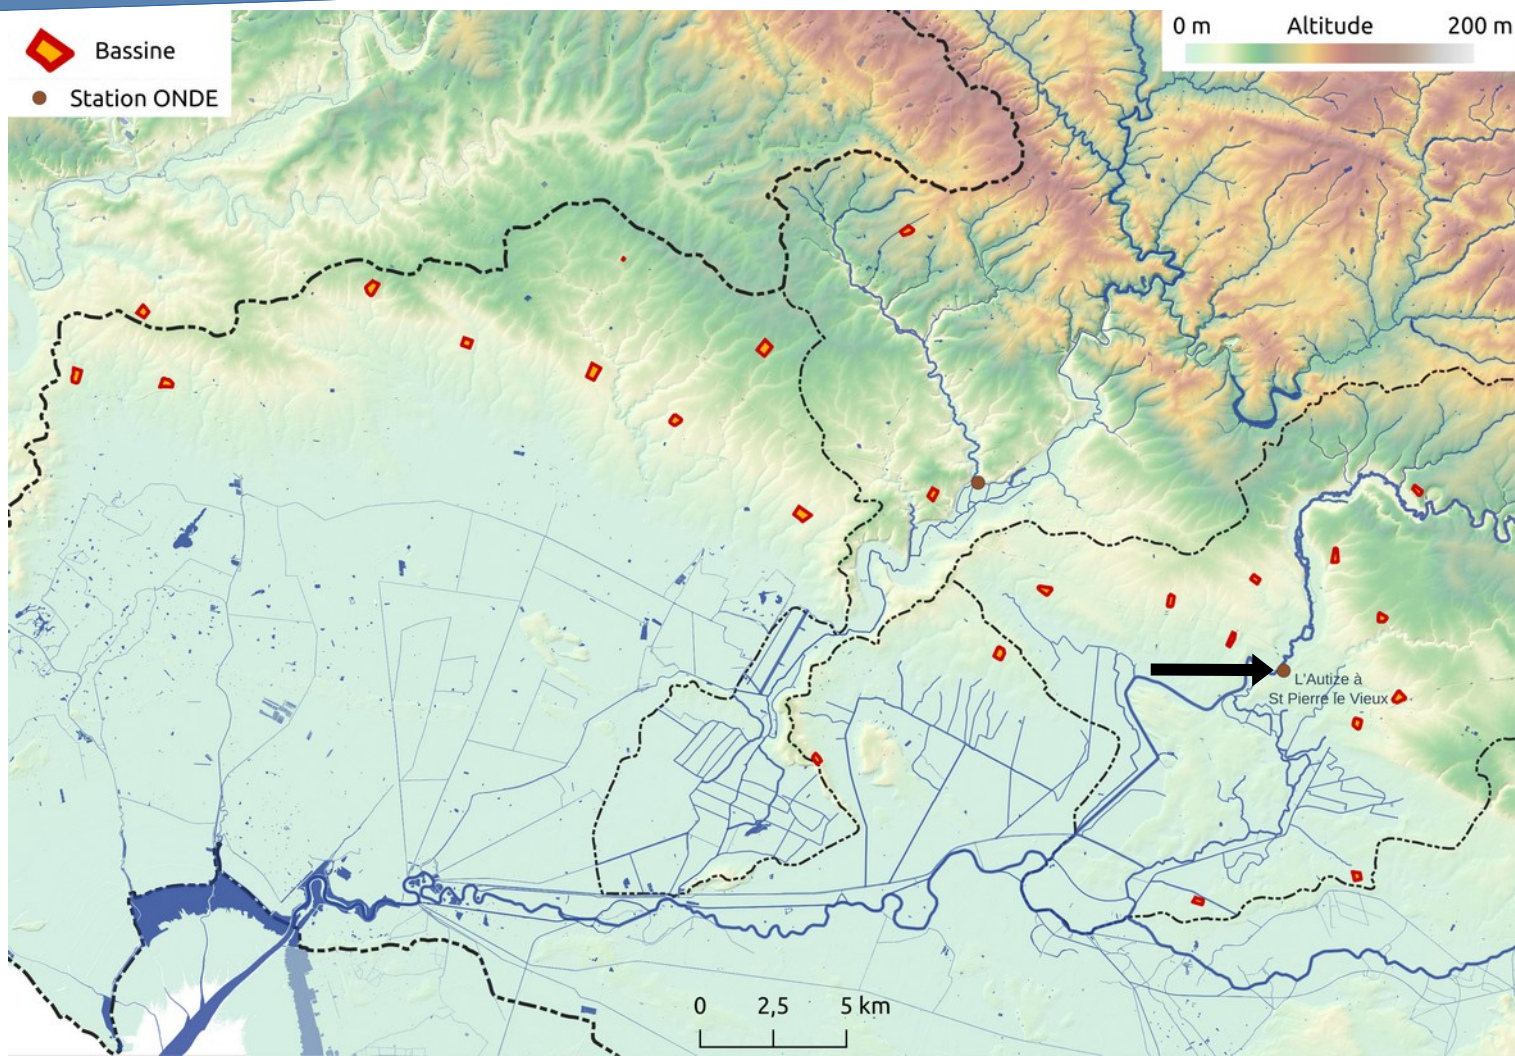 Bassine
Station ONDE
0 m Altitude 200 m
L'Autize à
St Pierre le Vieux
0 2,5 5 km